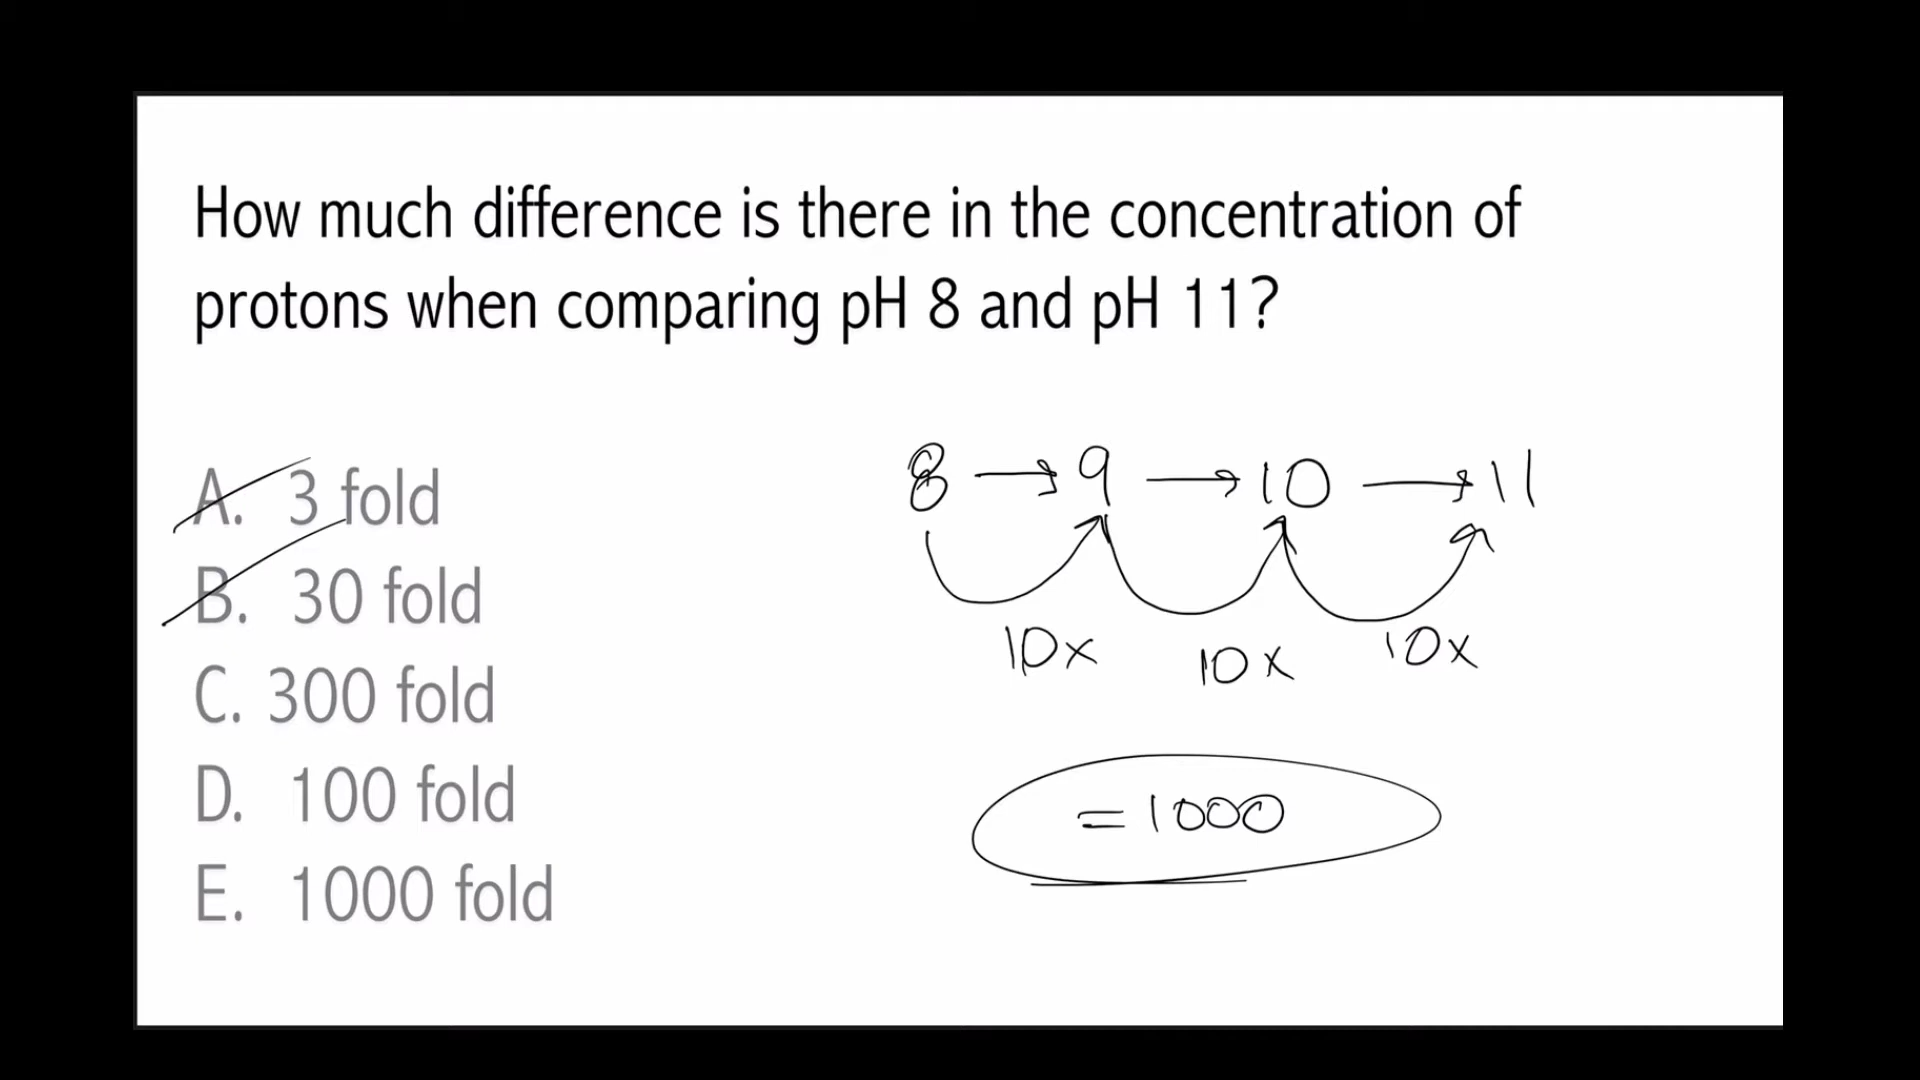 How much difference is there in the concentration of
protons when comparing pH 8 and pH 11?
A. 3 fold
B. 30 fold
C. 300 fold
D. 100 fold
E. 1000 fold
8 → 9 → 10 → 11
10x 10x 10x
= 1000